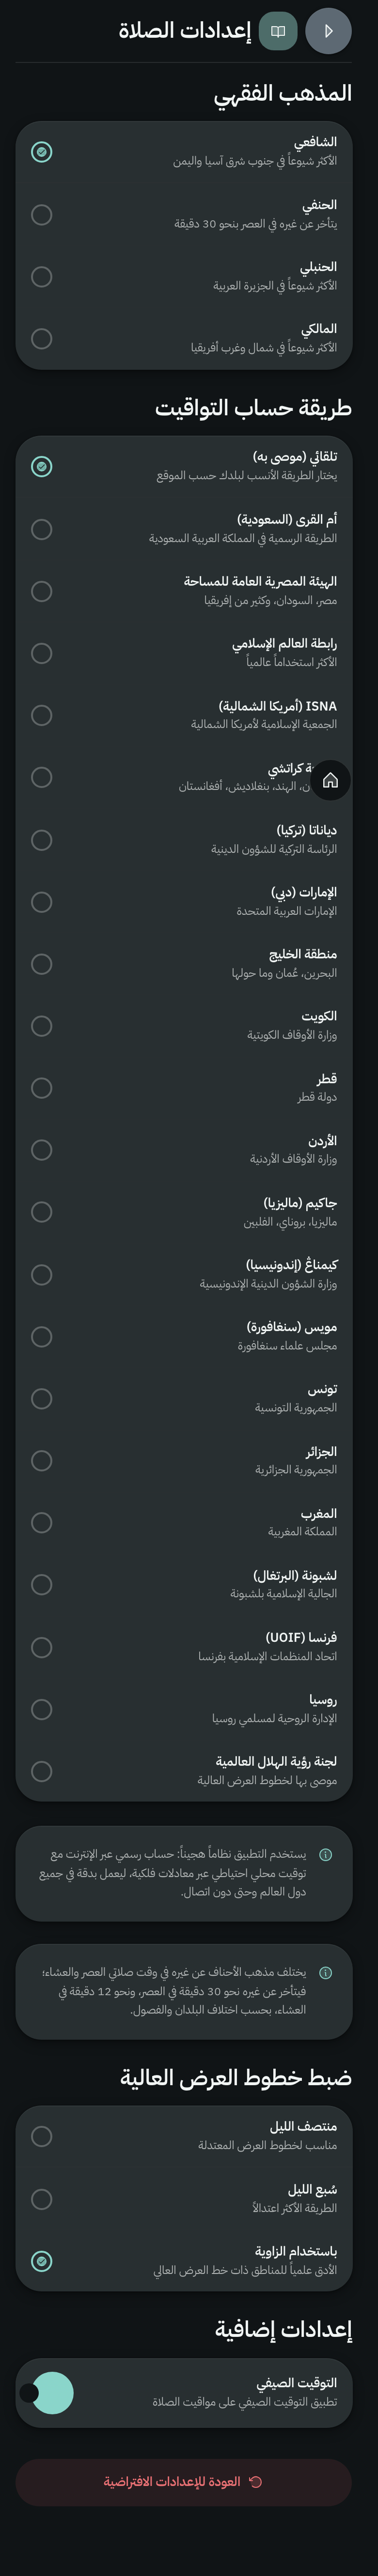 إعدادات الصلاة
المذهب الفقهي
الشافعي
الأكثر شيوعاً في جنوب شرق آسيا واليمن
الحنفي
يتأخر عن غيره في العصر بنحو 30 دقيقة
الحنبلي
الأكثر شيوعاً في الجزيرة العربية
المالكي
الأكثر شيوعاً في شمال وغرب أفريقيا
طريقة حساب التواقيت
تلقائي (موصى به)
يختار الطريقة الأنسب لبلدك حسب الموقع
أم القرى (السعودية)
الطريقة الرسمية في المملكة العربية السعودية
الهيئة المصرية العامة للمساحة
مصر، السودان، وكثير من إفريقيا
رابطة العالم الإسلامي
الأكثر استخداماً عالمياً
ISNA (أمريكا الشمالية)
الجمعية الإسلامية لأمريكا الشمالية
كراتشي
الهند، بنغلاديش، أفغانستان
دياناتا (تركيا)
الرئاسة التركية للشؤون الدينية
الإمارات (دبي)
الإمارات العربية المتحدة
منطقة الخليج
البحرين، عُمان وما حولها
الكويت
وزارة الأوقاف الكويتية
قطر
دولة قطر
الأردن
وزارة الأوقاف الأردنية
جاكيم (ماليزيا)
ماليزيا، بروناي، الفلبين
كيمناڠ (إندونيسيا)
وزارة الشؤون الدينية الإندونيسية
مويس (سنغافورة)
مجلس علماء سنغافورة
تونس
الجمهورية التونسية
الجزائر
الجمهورية الجزائرية
المغرب
المملكة المغربية
لشبونة (البرتغال)
الجالية الإسلامية بلشبونة
فرنسا (UOIF)
اتحاد المنظمات الإسلامية بفرنسا
روسيا
الإدارة الروحية لمسلمي روسيا
لجنة رؤية الهلال العالمية
موصى بها لخطوط العرض العالية
يستخدم التطبيق نظاماً هجيناً: حساب رسمي عبر الإنترنت مع
توقيت محلي احتياطي عبر معادلات فلكية، ليعمل بدقة في جميع
دول العالم وحتى دون اتصال.
يختلف مذهب الأحناف عن غيره في وقت صلاتي العصر والعشاء؛
فيتأخر عن غيره نحو 30 دقيقة في العصر، ونحو 12 دقيقة في
العشاء، بحسب اختلاف البلدان والفصول.
ضبط خطوط العرض العالية
منتصف الليل
مناسب لخطوط العرض المعتدلة
سُبع الليل
الطريقة الأكثر اعتدالاً
باستخدام الزاوية
الأدق علمياً للمناطق ذات خط العرض العالي
إعدادات إضافية
التوقيت الصيفي
تطبيق التوقيت الصيفي على مواقيت الصلاة
العودة للإعدادات الافتراضية